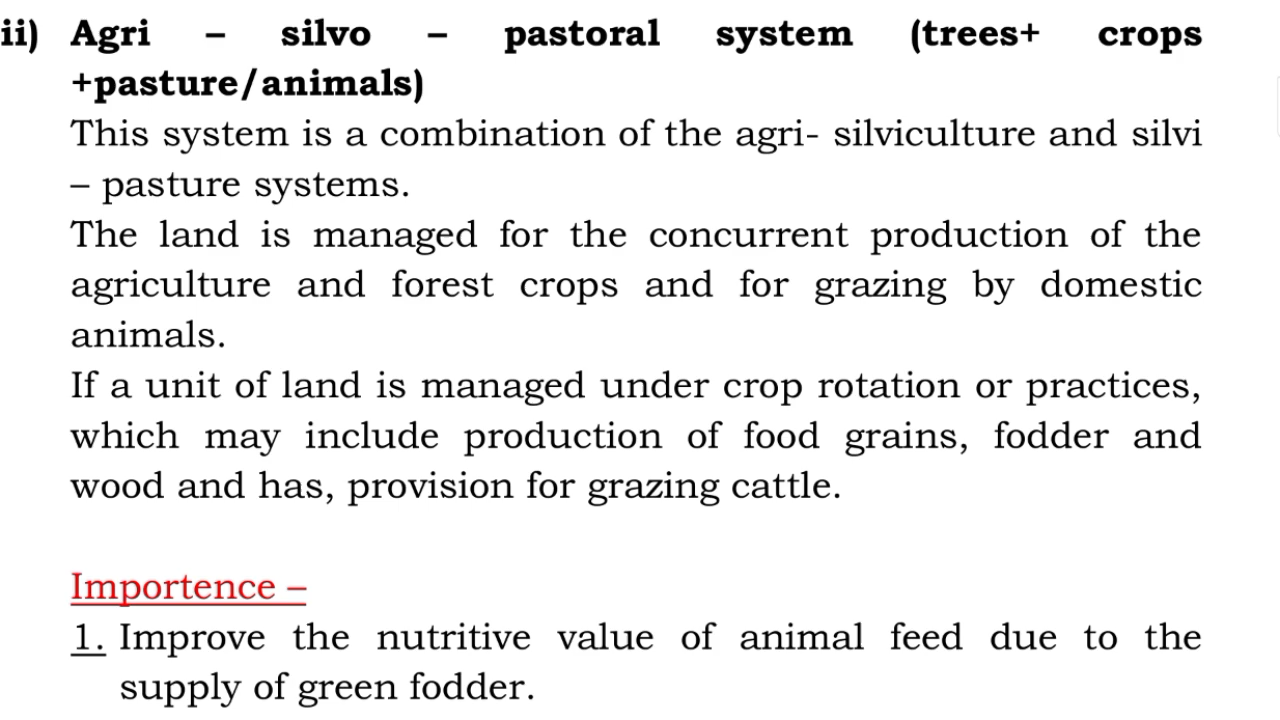 ii) Agri – silvo – pastoral system (trees+ crops
+pasture/animals)
This system is a combination of the agri- silviculture and silvi
– pasture systems.
The land is managed for the concurrent production of the
agriculture and forest crops and for grazing by domestic
animals.
If a unit of land is managed under crop rotation or practices,
which may include production of food grains, fodder and
wood and has, provision for grazing cattle.
Importence –
1. Improve the nutritive value of animal feed due to the
supply of green fodder.